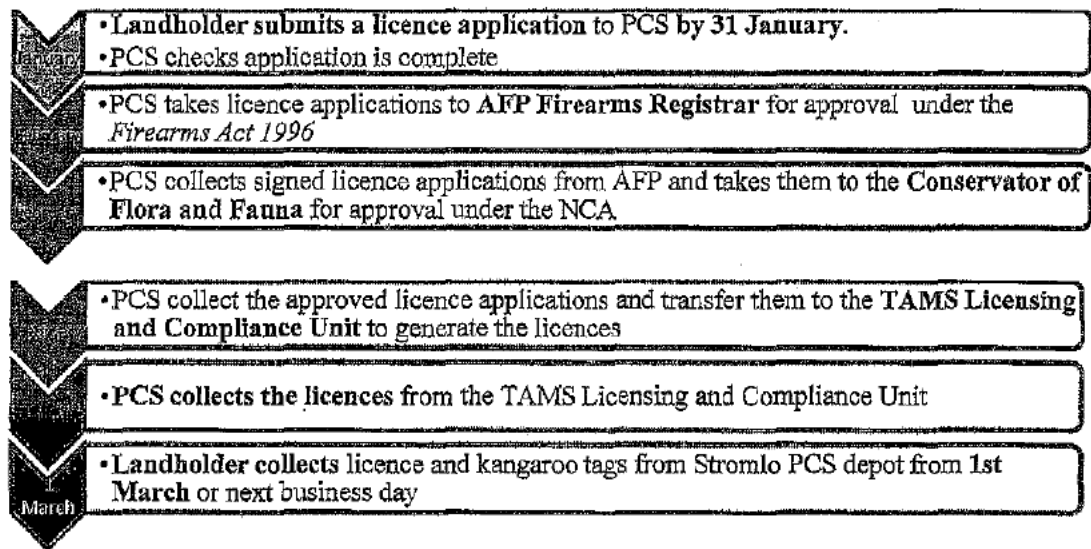 January
•Landholder submits a licence application to PCS by 31 January.
•PCS checks application is complete
•PCS takes licence applications to AFP Firearms Registrar for approval under the
Firearms Act 1996
•PCS collects signed licence applications from AFP and takes them to the Conservator of
Flora and Fauna for approval under the NCA
•PCS collect the approved licence applications and transfer them to the TAMS Licensing
and Compliance Unit to generate the licences
•PCS collects the licences from the TAMS Licensing and Compliance Unit
•Landholder collects licence and kangaroo tags from Stromlo PCS depot from 1st
March or next business day
1
March